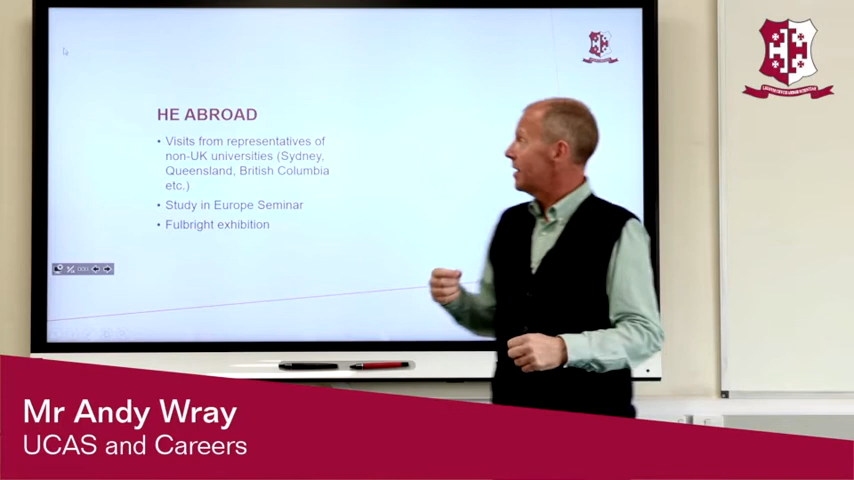 HE ABROAD
• Visits from representatives of
non-UK universities (Sydney,
Queensland, British Columbia
etc.)
• Study in Europe Seminar
• Fulbright exhibition
Mr Andy Wray
UCAS and Careers